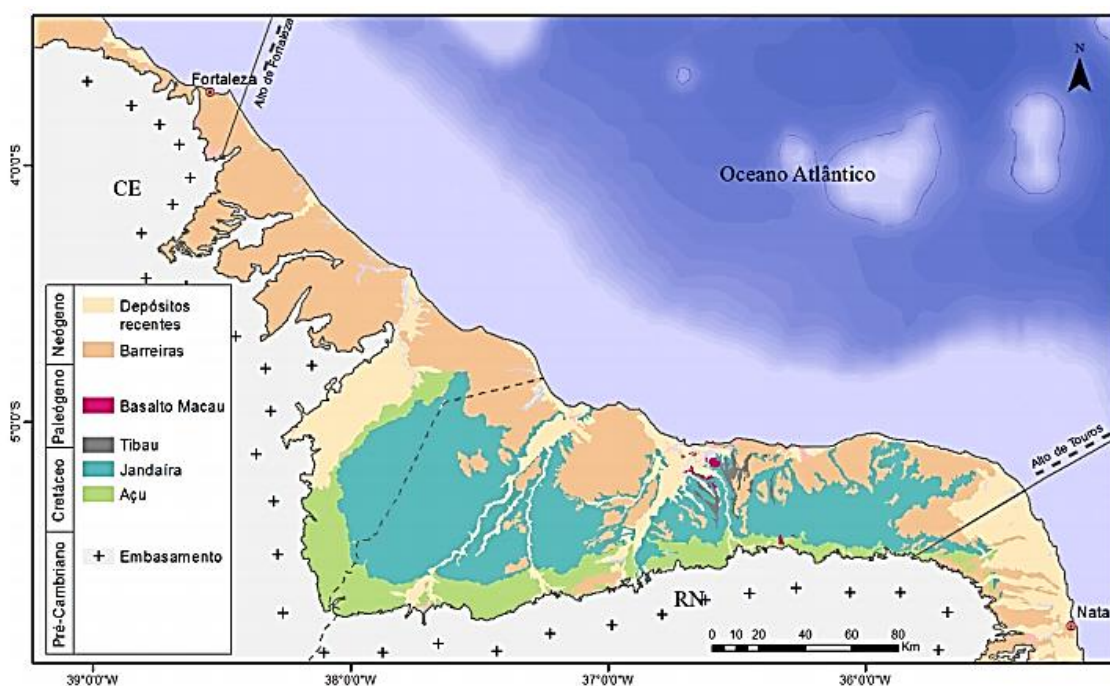 Fortaleza
Alto de Fortaleza
N
4°0'0"S
CE
Oceano Atlântico
Neógeno
Depósitos
recentes
Barreiras
Paleógeno
Basalto Macau
5°0'0"S
Tibau
Alto de Touros
Cretáceo
Jandaíra
Açu
Pré-Cambriano
Embasamento
RN
Nata
0 10 20 40 60 80
Km
39°0'0"W
38°0'0"W
37°0'0"W
36°0'0"W